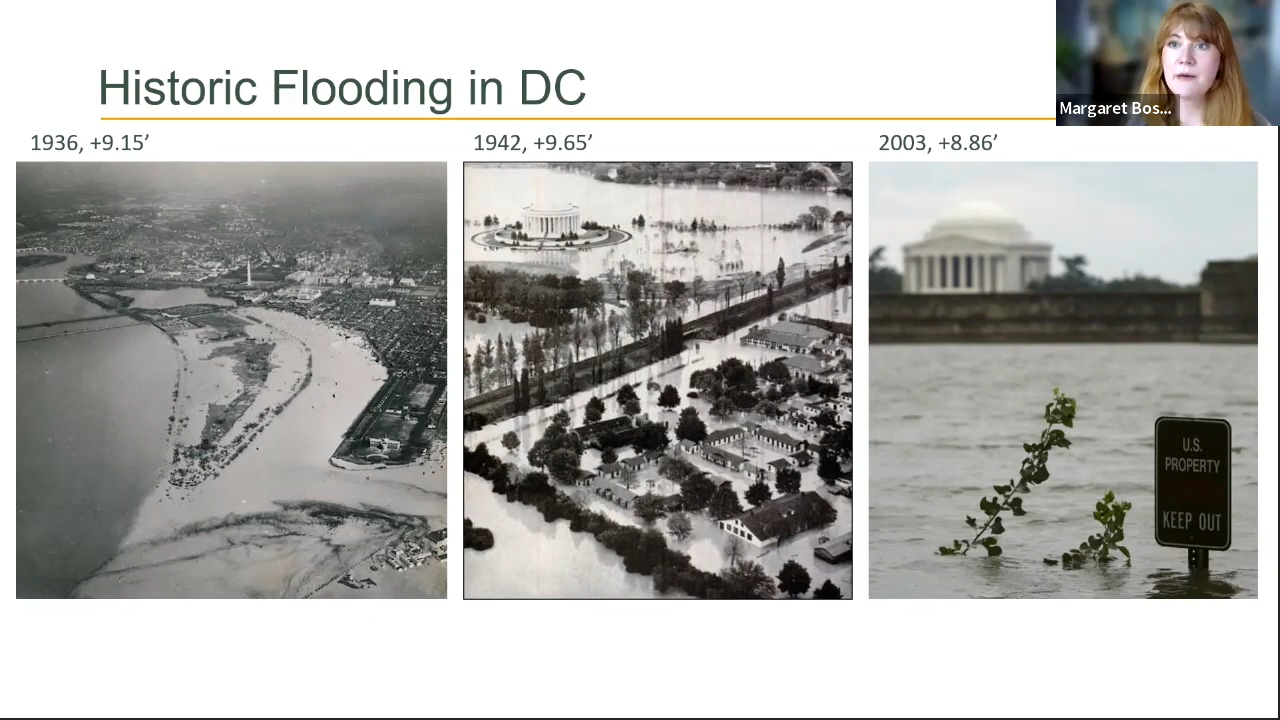 Historic Flooding in DC
Margaret Bos...
1936, +9.15’
1942, +9.65’
2003, +8.86’
U.S.
PROPERTY
KEEP OUT